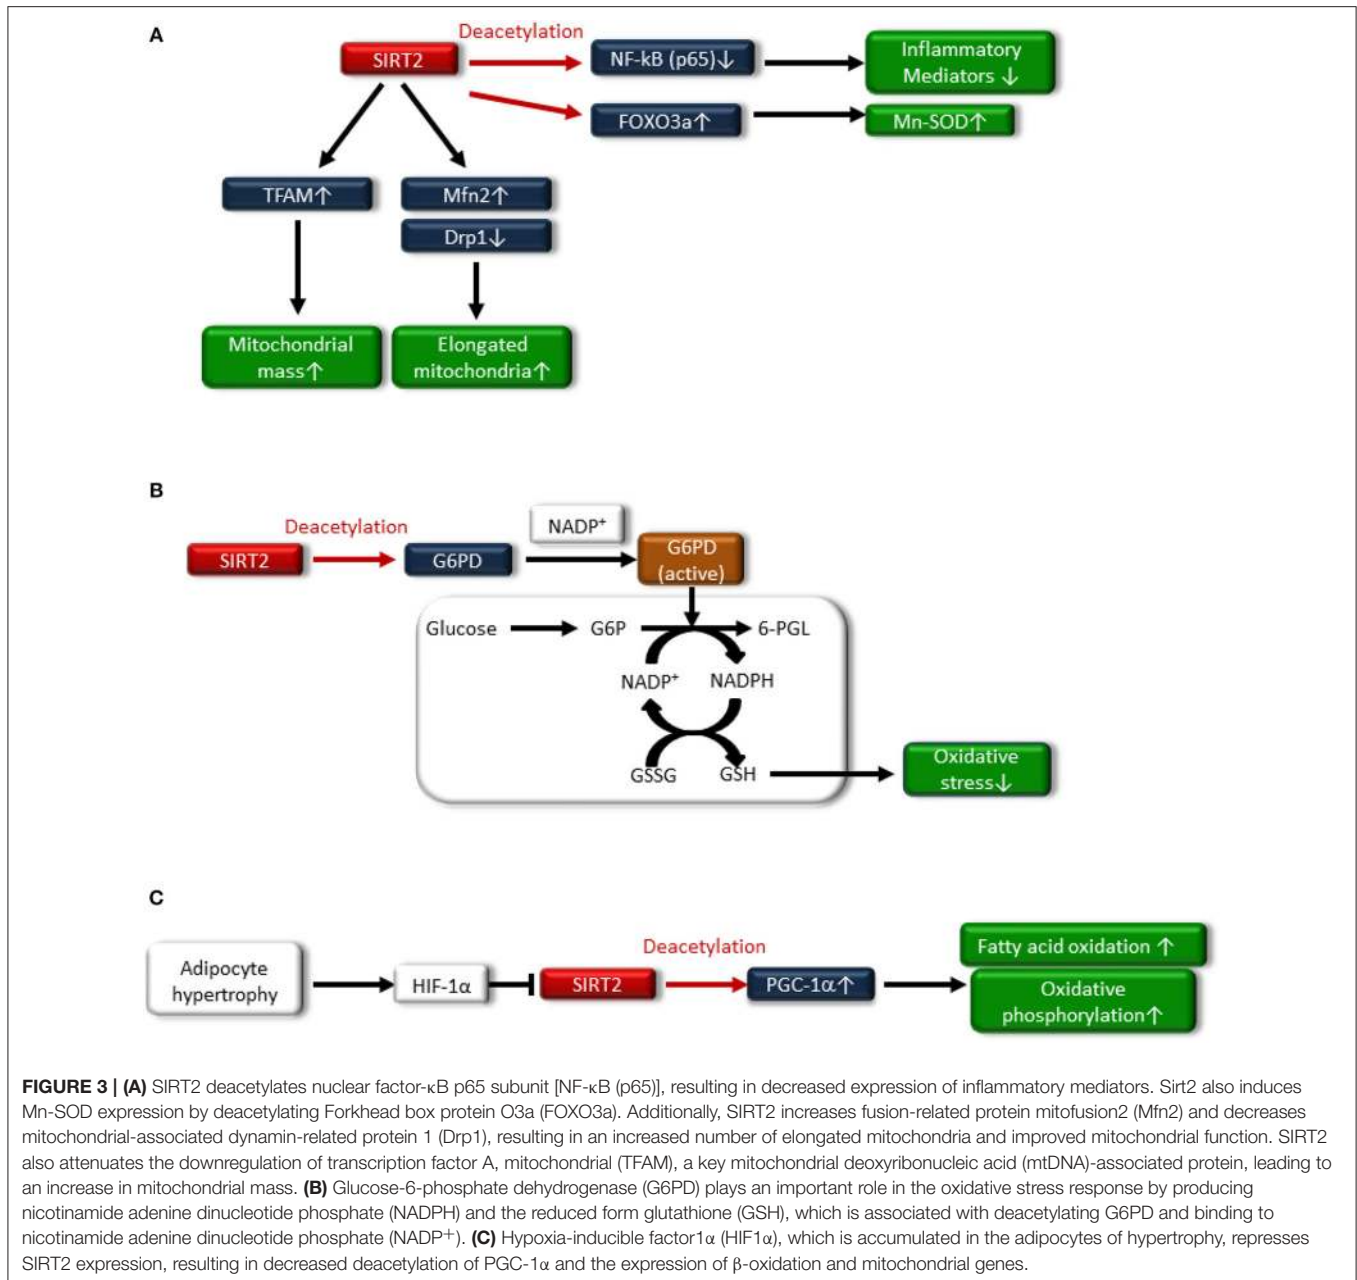 A
Deacetylation
SIRT2
NF-kB (p65)↓
Inflammatory
Mediators ↓
FOXO3a↑
Mn-SOD↑
TFAM↑
Mfn2↑
Drp1↓
Mitochondrial
mass↑
Elongated
mitochondria↑
B
Deacetylation
NADP⁺
SIRT2
G6PD
G6PD
(active)
Glucose
G6P
6-PGL
NADP⁺
NADPH
GSSG
GSH
Oxidative
stress↓
C
Adipocyte
hypertrophy
HIF-1α
Deacetylation
SIRT2
PGC-1α↑
Fatty acid oxidation ↑
Oxidative
phosphorylation↑
FIGURE 3 | (A) SIRT2 deacetylates nuclear factor-κB p65 subunit [NF-κB (p65)], resulting in decreased expression of inflammatory mediators. Sirt2 also induces
Mn-SOD expression by deacetylating Forkhead box protein O3a (FOXO3a). Additionally, SIRT2 increases fusion-related protein mitofusion2 (Mfn2) and decreases
mitochondrial-associated dynamin-related protein 1 (Drp1), resulting in an increased number of elongated mitochondria and improved mitochondrial function. SIRT2
also attenuates the downregulation of transcription factor A, mitochondrial (TFAM), a key mitochondrial deoxyribonucleic acid (mtDNA)-associated protein, leading to
an increase in mitochondrial mass. (B) Glucose-6-phosphate dehydrogenase (G6PD) plays an important role in the oxidative stress response by producing
nicotinamide adenine dinucleotide phosphate (NADPH) and the reduced form glutathione (GSH), which is associated with deacetylating G6PD and binding to
nicotinamide adenine dinucleotide phosphate (NADP+). (C) Hypoxia-inducible factor1α (HIF1α), which is accumulated in the adipocytes of hypertrophy, represses
SIRT2 expression, resulting in decreased deacetylation of PGC-1α and the expression of β-oxidation and mitochondrial genes.